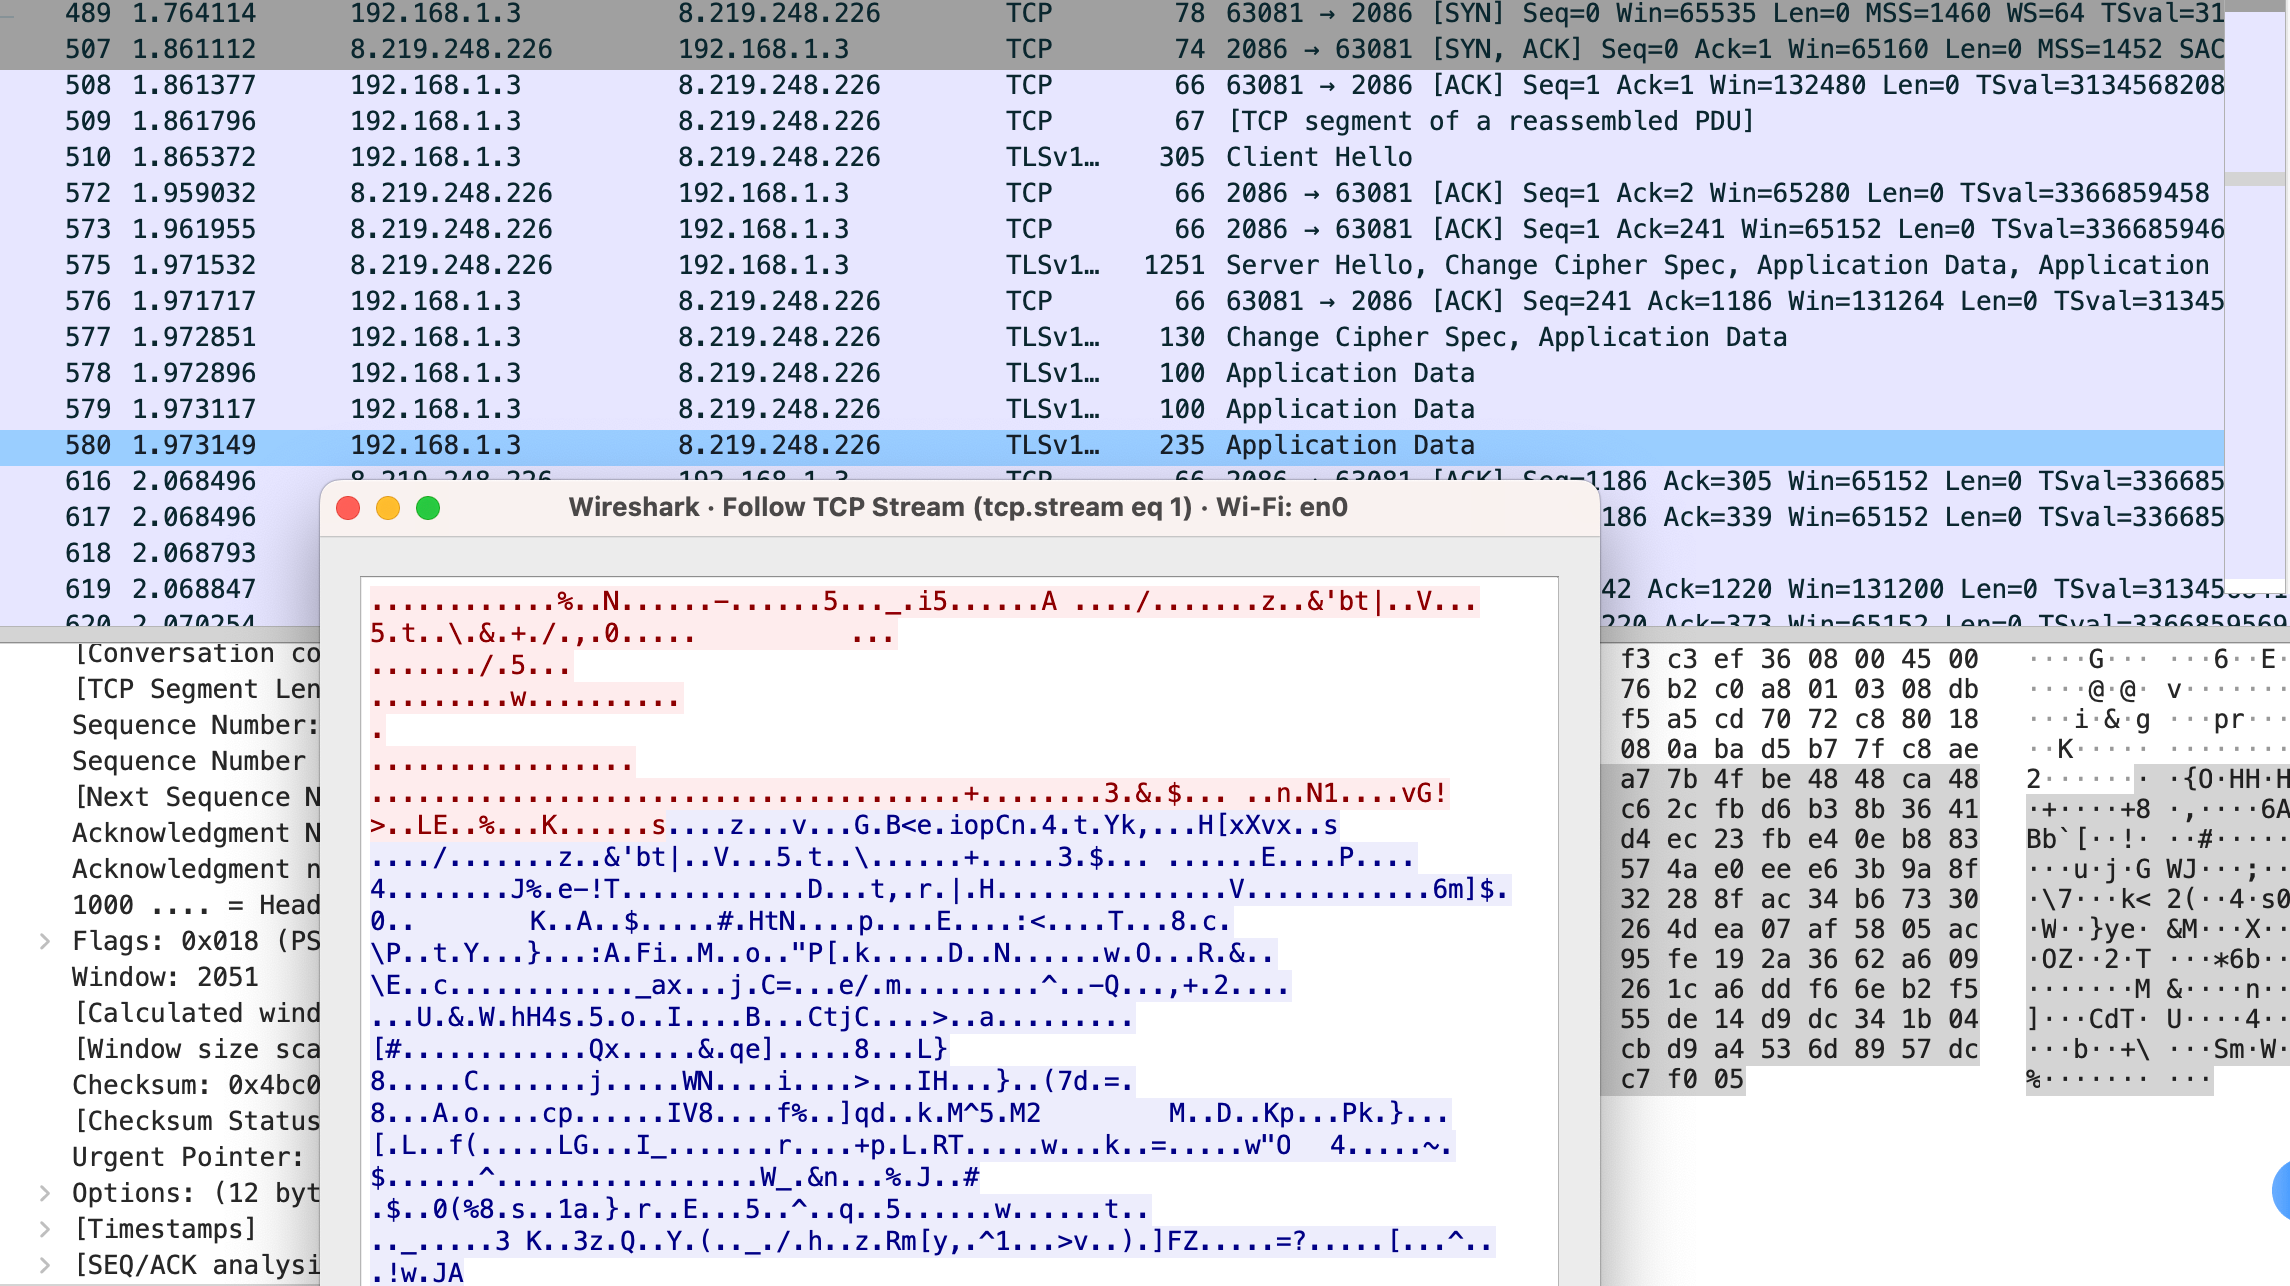 489 1.764114 192.168.1.3 8.219.248.226 TCP 78 63081 → 2086 [SYN] Seq=0 Win=65535 Len=0 MSS=1460 WS=64 TSval=31
507 1.861112 8.219.248.226 192.168.1.3 TCP 74 2086 → 63081 [SYN, ACK] Seq=0 Ack=1 Win=65160 Len=0 MSS=1452 SAC
508 1.861377 192.168.1.3 8.219.248.226 TCP 66 63081 → 2086 [ACK] Seq=1 Ack=1 Win=132480 Len=0 TSval=3134568208
509 1.861796 192.168.1.3 8.219.248.226 TCP 67 [TCP segment of a reassembled PDU]
510 1.865372 192.168.1.3 8.219.248.226 TLSv1… 305 Client Hello
572 1.959032 8.219.248.226 192.168.1.3 TCP 66 2086 → 63081 [ACK] Seq=1 Ack=2 Win=65280 Len=0 TSval=3366859458
573 1.961955 8.219.248.226 192.168.1.3 TCP 66 2086 → 63081 [ACK] Seq=1 Ack=241 Win=65152 Len=0 TSval=336685946
575 1.971532 8.219.248.226 192.168.1.3 TLSv1… 1251 Server Hello, Change Cipher Spec, Application Data, Application
576 1.971717 192.168.1.3 8.219.248.226 TCP 66 63081 → 2086 [ACK] Seq=241 Ack=1186 Win=131264 Len=0 TSval=31345
577 1.972851 192.168.1.3 8.219.248.226 TLSv1… 130 Change Cipher Spec, Application Data
578 1.972896 192.168.1.3 8.219.248.226 TLSv1… 100 Application Data
579 1.973117 192.168.1.3 8.219.248.226 TLSv1… 100 Application Data
580 1.973149 192.168.1.3 8.219.248.226 TLSv1… 235 Application Data
616 2.068496 8.219.248.226 192.168.1.3 TCP 66 2086 → 63081 [ACK] Seq=1186 Ack=305 Win=65152 Len=0 TSval=336685
617 2.068496 186 Ack=339 Win=65152 Len=0 TSval=336685
618 2.068793
619 2.068847 42 Ack=1220 Win=131200 Len=0 TSval=31345
620 2.070254 220 Ack=373 Win=65152 Len=0 TSval=3366859569
Wireshark · Follow TCP Stream (tcp.stream eq 1) · Wi-Fi: en0
............%..N......—......5..._.i5......A ..../.......z..&'bt|..V...
5.t..\.&.+./.,.0..... ...
......./.5...
.........w..........
.
.................
......................................+........3.&.$... ..n.N1....vG!
>..LE..%...K......s....z...v...G.B<e.iopCn.4.t.Yk,...H[xXvx..s
..../.......z..&'bt|..V...5.t..\......+.....3.$... ......E....P....
4........J%.e—!T............D...t,.r.|.H...............V............6m]$.
0.. K..A..$.....#.HtN....p....E....:<....T...8.c.
\P..t.Y...}...:A.Fi..M..o.."P[.k.....D..N......w.O...R.&..
\E..c............_ax...j.C=...e/.m.........^..—Q...,+.2....
...U.&.W.hH4s.5.o..I....B...CtjC....>..a.........
[#............Qx.....&.qe].....8...L}
8.....C.......j.....WN....i....>...IH...}..(7d.=.
8...A.o....cp......IV8....f%..]qd..k.M^5.M2 M..D..Kp...Pk.}...
[.L..f(.....LG...I_.......r....+p.L.RT.....w...k..=.....w"O 4.....~.
$......^.................W_.&n...%.J..#
.$..0(%8.s..1a.}.r..E...5..^..q..5......w......t..
.._.....3 K..3z.Q..Y.(.._./.h..z.Rm[y,.^1...>v..).]FZ.....=?.....[...^..
.!w.JA
[Conversation co
[TCP Segment Len
Sequence Number:
Sequence Number
[Next Sequence N
Acknowledgment N
Acknowledgment n
1000 .... = Head
Flags: 0x018 (PS
Window: 2051
[Calculated wind
[Window size sca
Checksum: 0x4bc0
[Checksum Status
Urgent Pointer:
Options: (12 byt
[Timestamps]
[SEQ/ACK analysi
f3 c3 ef 36 08 00 45 00 ····G··· ···6··E·
76 b2 c0 a8 01 03 08 db ····@·@· v·······
f5 a5 cd 70 72 c8 80 18 ···i·&·g ···pr···
08 0a ba d5 b7 7f c8 ae ··K····· ········
a7 7b 4f be 48 48 ca 48 2······· ·{O·HH·H
c6 2c fb d6 b3 8b 36 41 ·+····+8 ·,····6A
d4 ec 23 fb e4 0e b8 83 Bb`[··!· ··#·····
57 4a e0 ee e6 3b 9a 8f ···u·j·G WJ···;··
32 28 8f ac 34 b6 73 30 ·\7···k< 2(··4·s0
26 4d ea 07 af 58 05 ac ·W··}ye· &M···X··
95 fe 19 2a 36 62 a6 09 ·OZ··2·T ···*6b··
26 1c a6 dd f6 6e b2 f5 ·······M &····n··
55 de 14 d9 dc 34 1b 04 ]···CdT· U····4··
cb d9 a4 53 6d 89 57 dc ···b··+\ ···Sm·W·
c7 f0 05 %······· ···